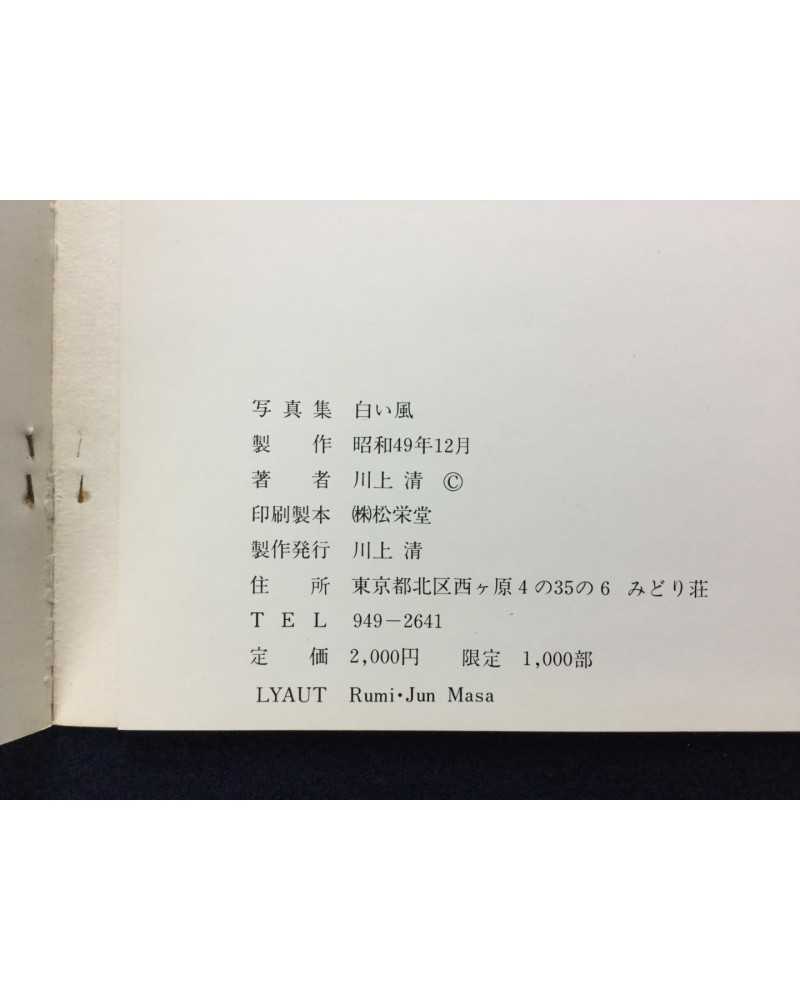 写真集 白い風
製作 昭和49年12月
著者 川上 清 ©
印刷製本 ㈱松栄堂
製作発行 川上 清
住所 東京都北区西ヶ原4の35の6 みどり荘
TEL 949-2641
定価 2,000円 限定 1,000部
LYAUT Rumi・Jun Masa